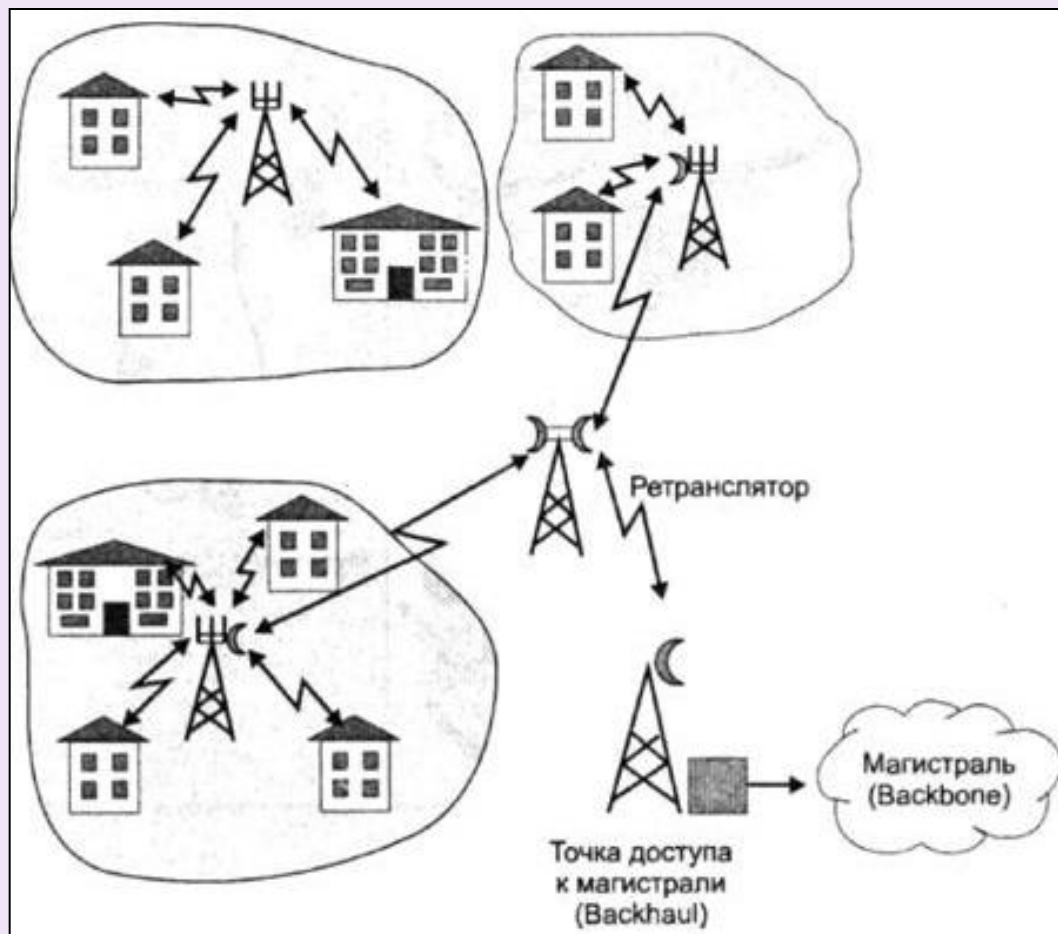 Ретранслятор
Магистраль
(Backbone)
Точка доступа
к магистрали
(Backhaul)